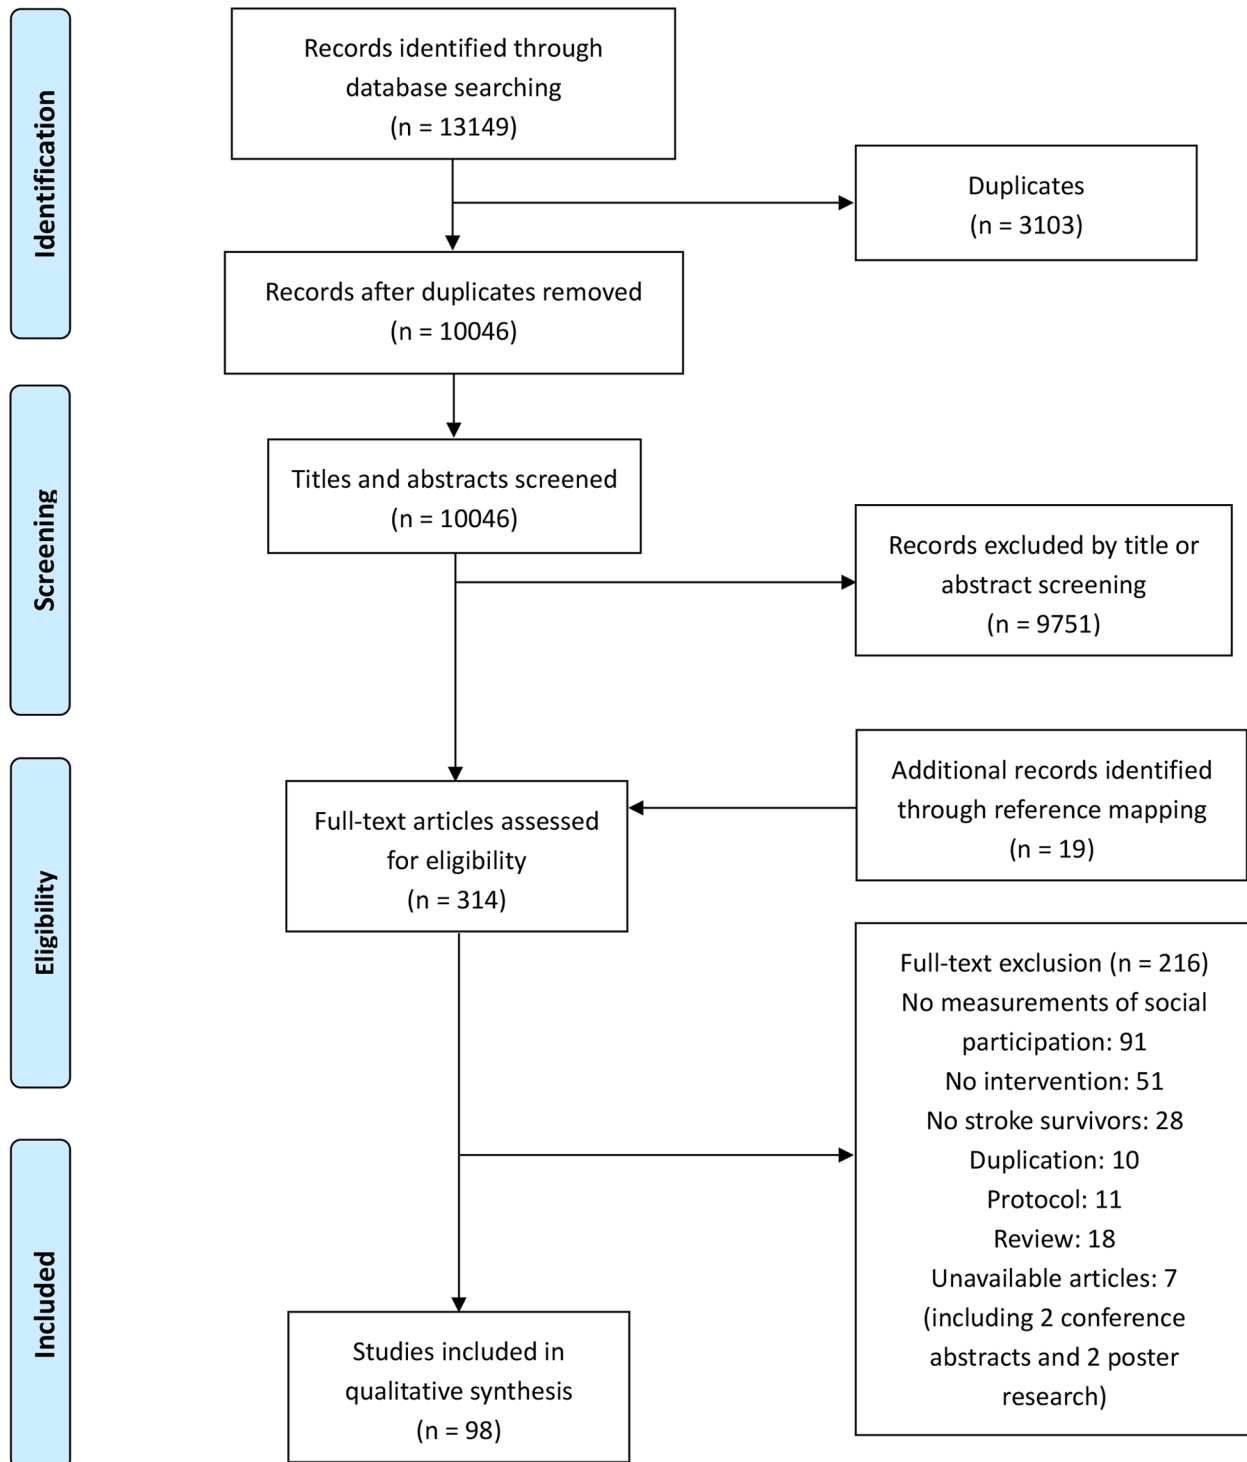 Identification
Records identified through
database searching
(n = 13149)
Duplicates
(n = 3103)
Records after duplicates removed
(n = 10046)
Screening
Titles and abstracts screened
(n = 10046)
Records excluded by title or
abstract screening
(n = 9751)
Eligibility
Additional records identified
through reference mapping
(n = 19)
Full-text articles assessed
for eligibility
(n = 314)
Full-text exclusion (n = 216)
No measurements of social
participation: 91
No intervention: 51
No stroke survivors: 28
Duplication: 10
Protocol: 11
Review: 18
Unavailable articles: 7
(including 2 conference
abstracts and 2 poster
research)
Included
Studies included in
qualitative synthesis
(n = 98)